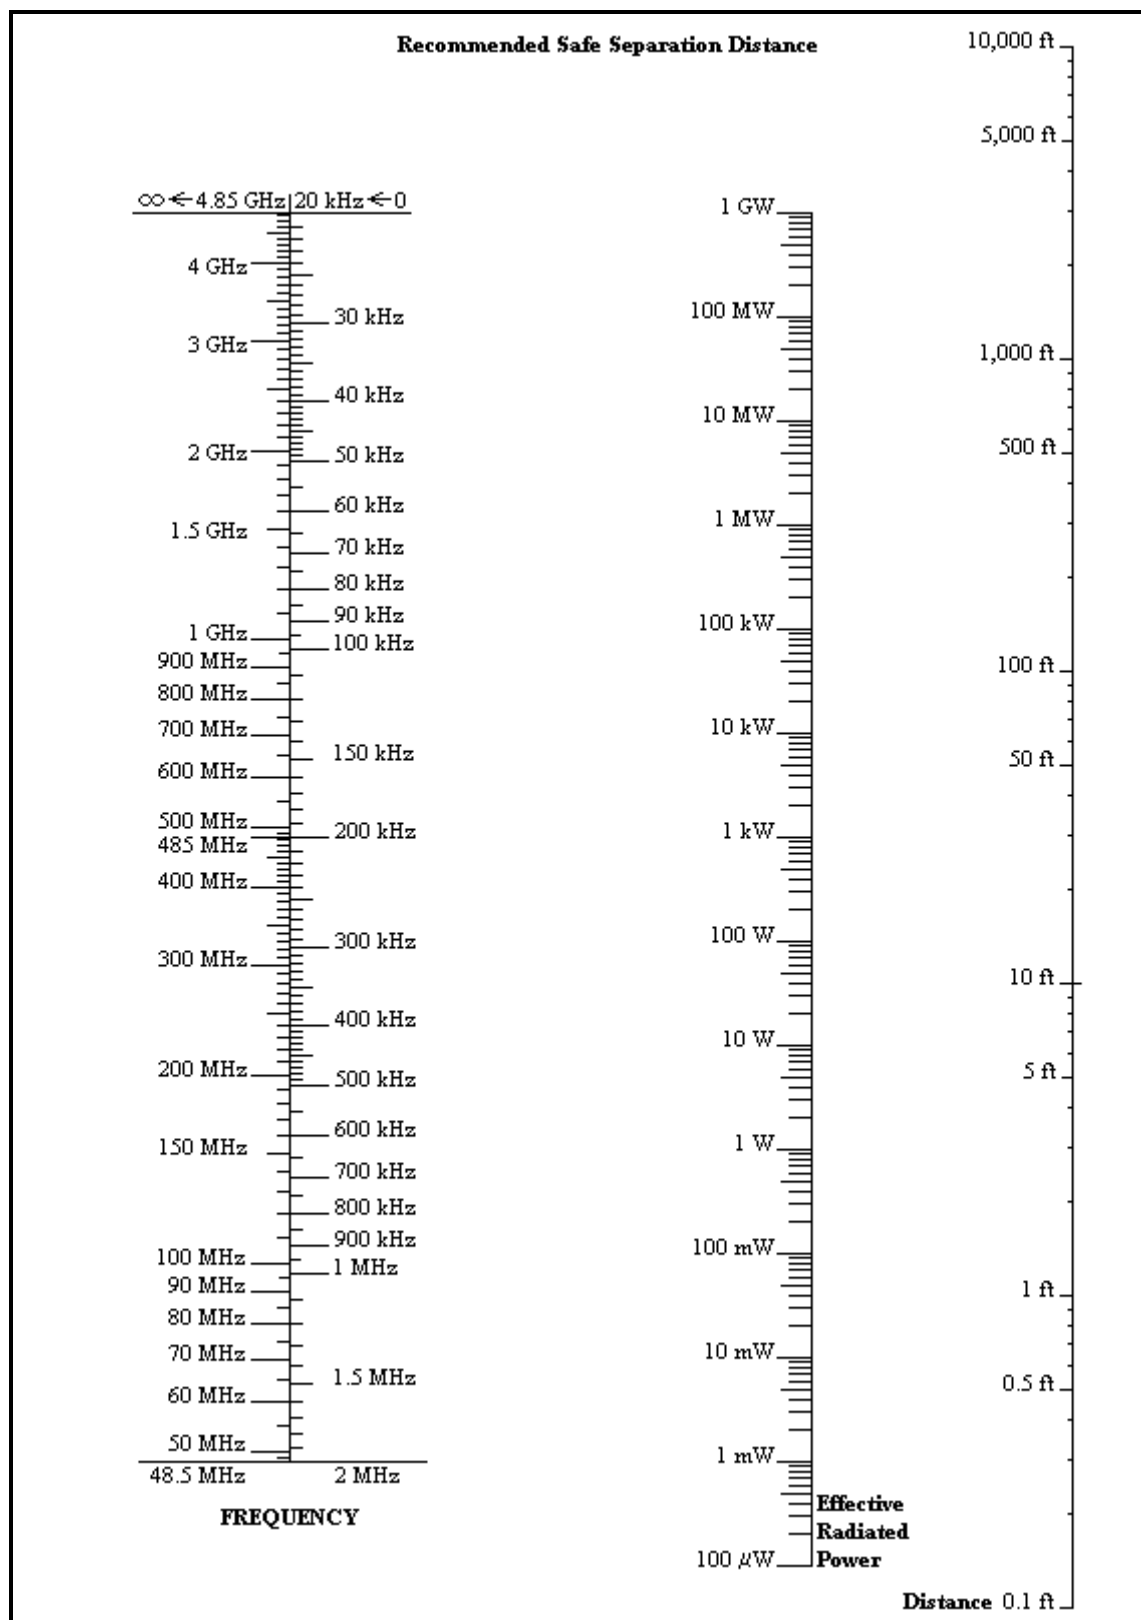 Recommended Safe Separation Distance
∞ ← 4.85 GHz
4 GHz
3 GHz
2 GHz
1.5 GHz
1 GHz
900 MHz
800 MHz
700 MHz
600 MHz
500 MHz
485 MHz
400 MHz
300 MHz
200 MHz
150 MHz
100 MHz
90 MHz
80 MHz
70 MHz
60 MHz
50 MHz
48.5 MHz
20 kHz ← 0
30 kHz
40 kHz
50 kHz
60 kHz
70 kHz
80 kHz
90 kHz
100 kHz
150 kHz
200 kHz
300 kHz
400 kHz
500 kHz
600 kHz
700 kHz
800 kHz
900 kHz
1 MHz
1.5 MHz
2 MHz
FREQUENCY
1 GW
100 MW
10 MW
1 MW
100 kW
10 kW
1 kW
100 W
10 W
1 W
100 mW
10 mW
1 mW
100 μW
Effective
Radiated
Power
10,000 ft
5,000 ft
1,000 ft
500 ft
100 ft
50 ft
10 ft
5 ft
1 ft
0.5 ft
Distance 0.1 ft